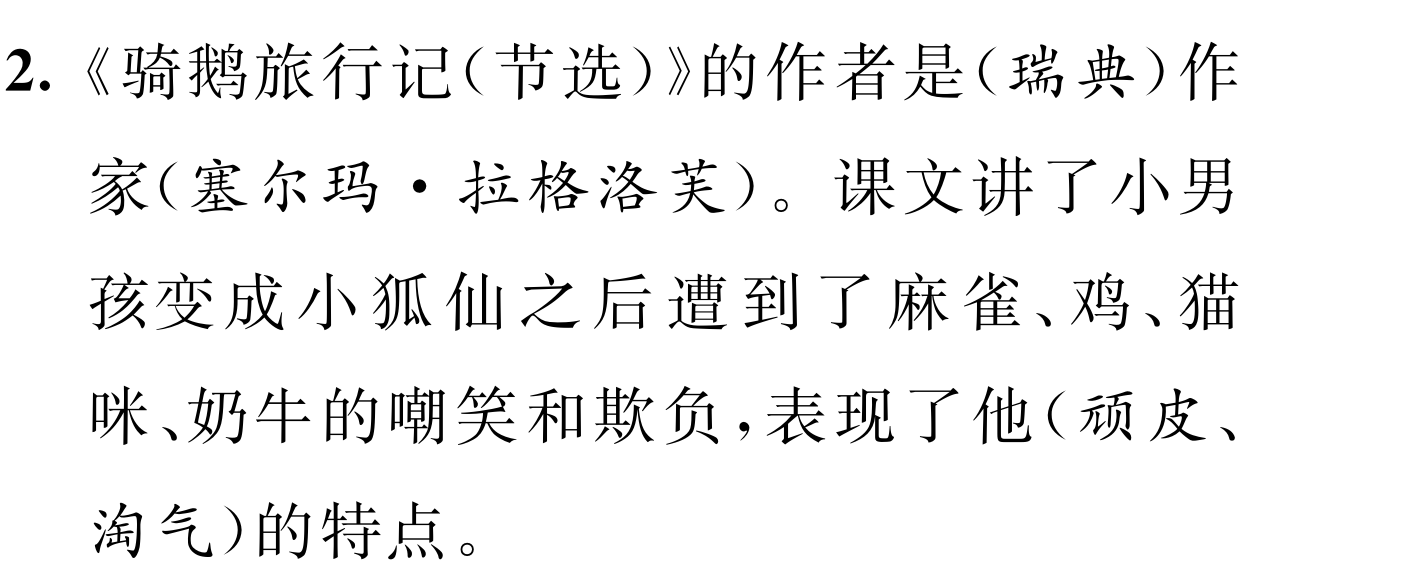 2.《骑鹅旅行记(节选)》的作者是(瑞典)作
家(塞尔玛·拉格洛芙)。课文讲了小男
孩变成小狐仙之后遭到了麻雀、鸡、猫
咪、奶牛的嘲笑和欺负,表现了他(顽皮、
淘气)的特点。